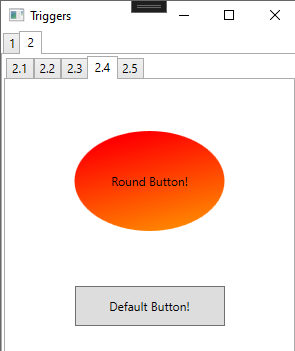 Triggers
1 2
2.1 2.2 2.3 2.4 2.5
Round Button!
Default Button!